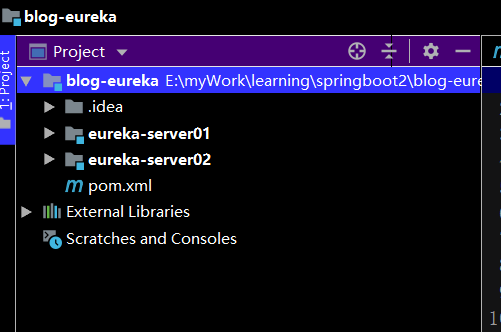 blog-eureka
1: Project
Project
blog-eureka E:\myWork\learning\springboot2\blog-eure
.idea
eureka-server01
eureka-server02
pom.xml
External Libraries
Scratches and Consoles